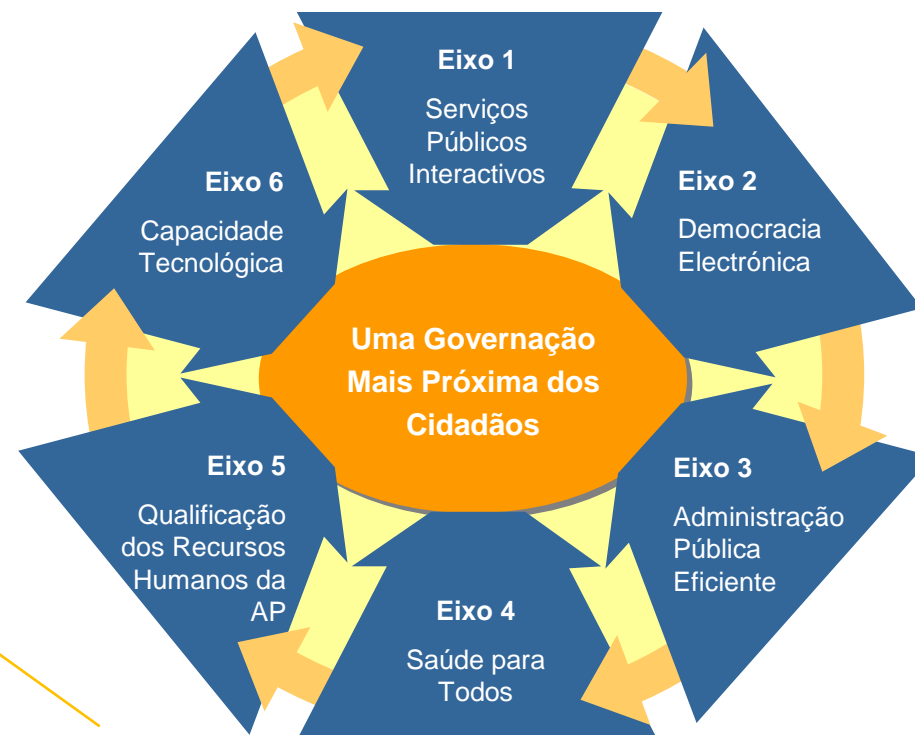 Eixo 1
Serviços
Públicos
Interactivos
Eixo 2
Democracia
Electrónica
Eixo 3
Administração
Pública
Eficiente
Eixo 4
Saúde para
Todos
Eixo 5
Qualificação
dos Recursos
Humanos da
AP
Eixo 6
Capacidade
Tecnológica
Uma Governação
Mais Próxima dos
Cidadãos